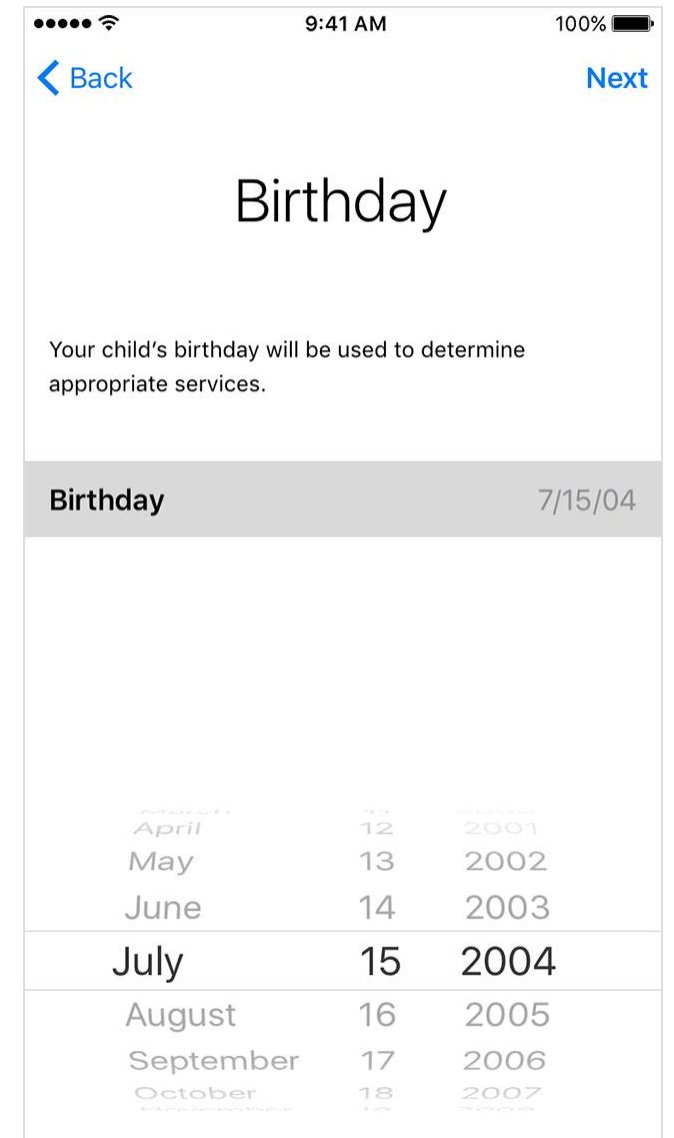 9:41 AM 100%
Back Next
Birthday
Your child’s birthday will be used to determine
appropriate services.
Birthday 7/15/04
April 12 2001
May 13 2002
June 14 2003
July 15 2004
August 16 2005
September 17 2006
October 18 2007